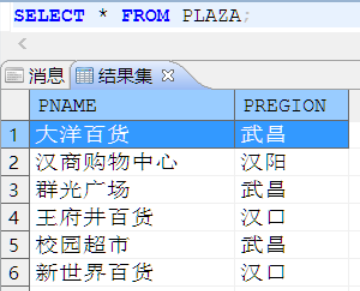 SELECT * FROM PLAZA;
消息 结果集
PNAME PREGION
1 大洋百货 武昌
2 汉商购物中心 汉阳
3 群光广场 武昌
4 王府井百货 汉口
5 校园超市 武昌
6 新世界百货 汉口